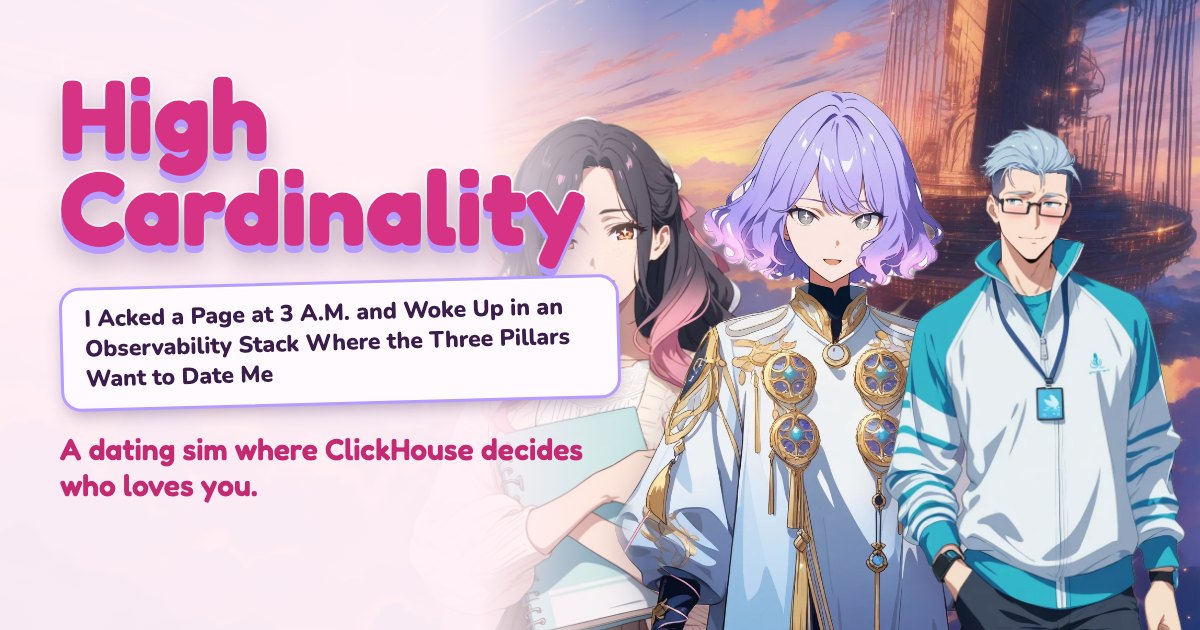 High
Cardinality
I Acked a Page at 3 A.M. and Woke Up in an
Observability Stack Where the Three Pillars
Want to Date Me
A dating sim where ClickHouse decides
who loves you.